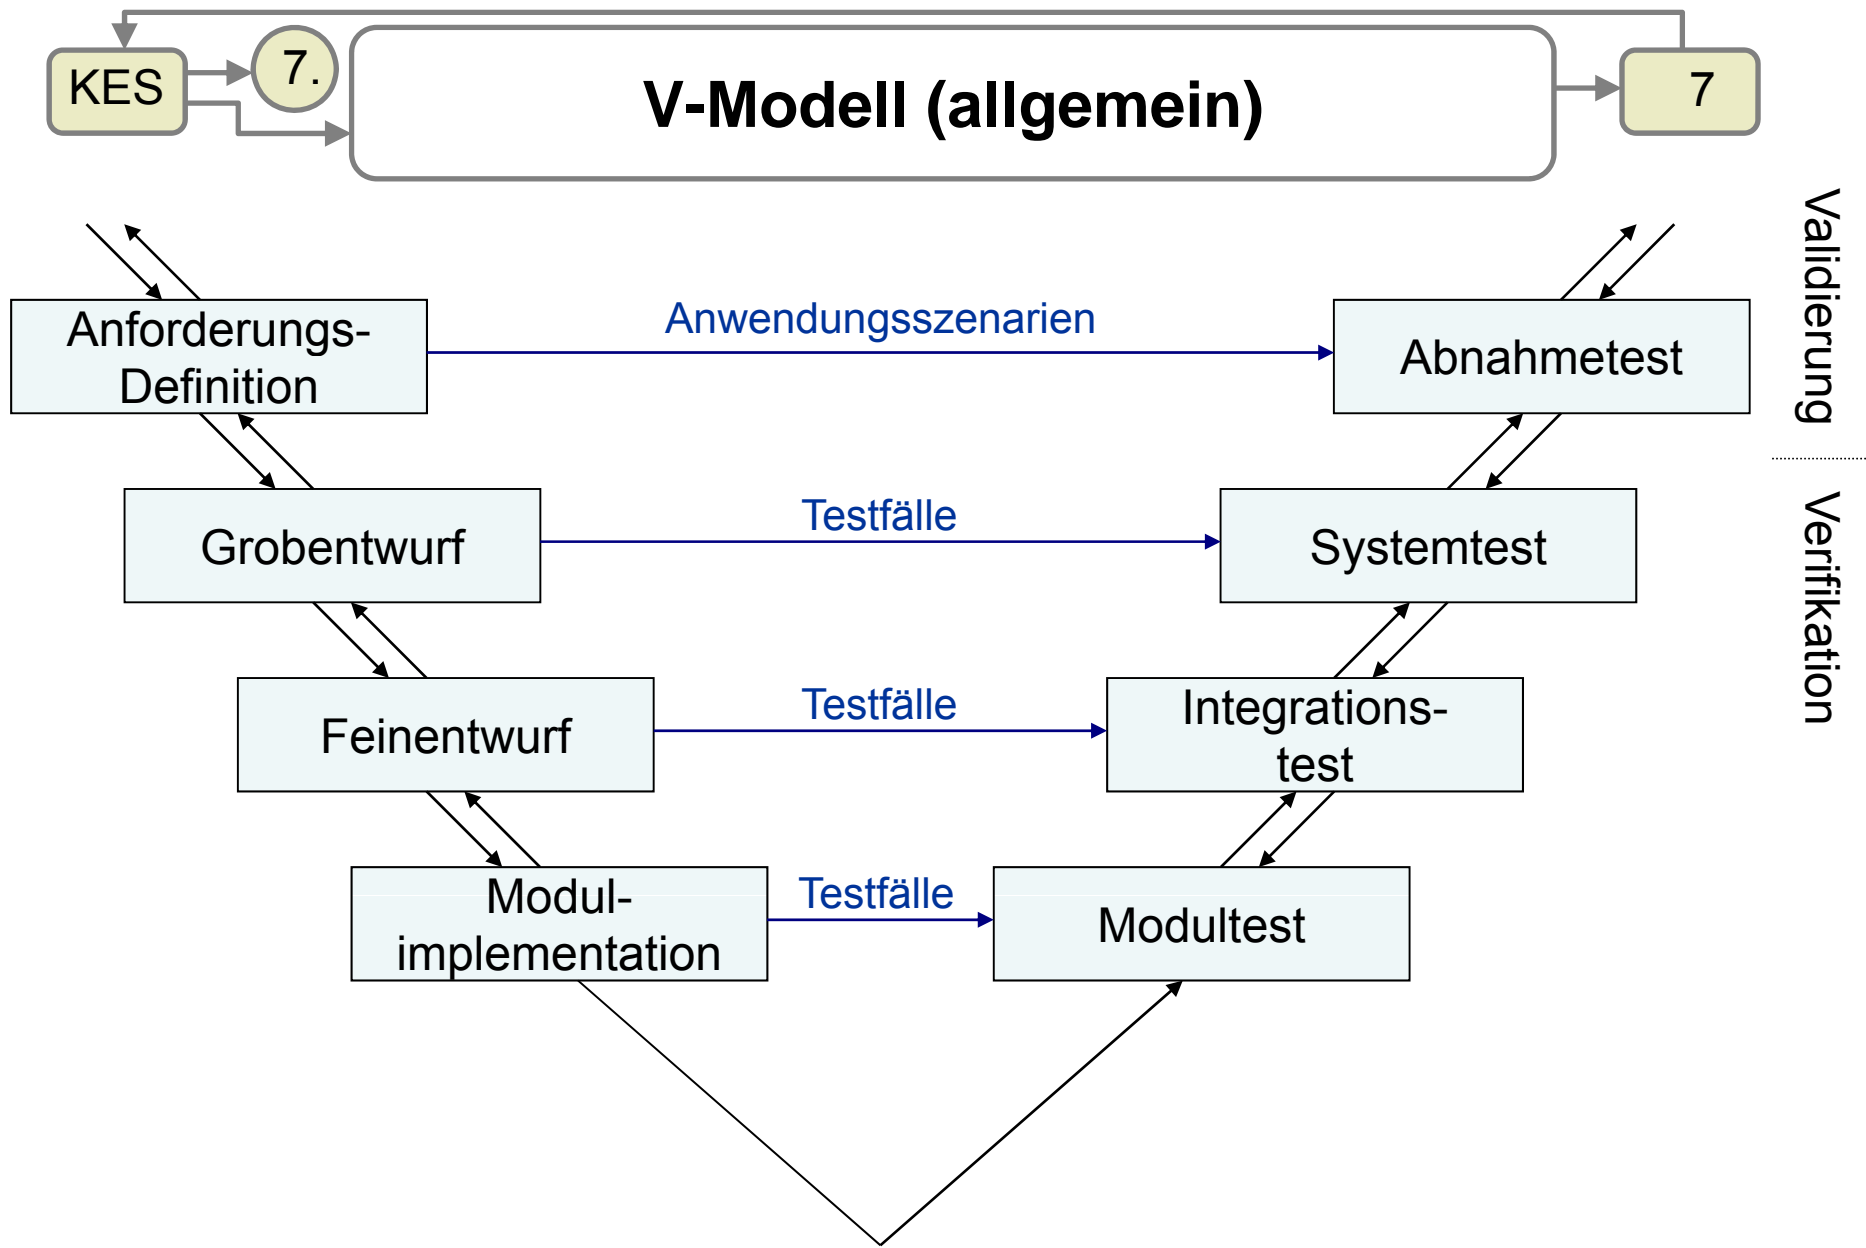 KES
7.
V-Modell (allgemein)
7
Anforderungs-
Definition
Anwendungsszenarien
Abnahmetest
Validierung
Grobentwurf
Testfälle
Systemtest
Verifikation
Feinentwurf
Testfälle
Integrations-
test
Modul-
implementation
Testfälle
Modultest